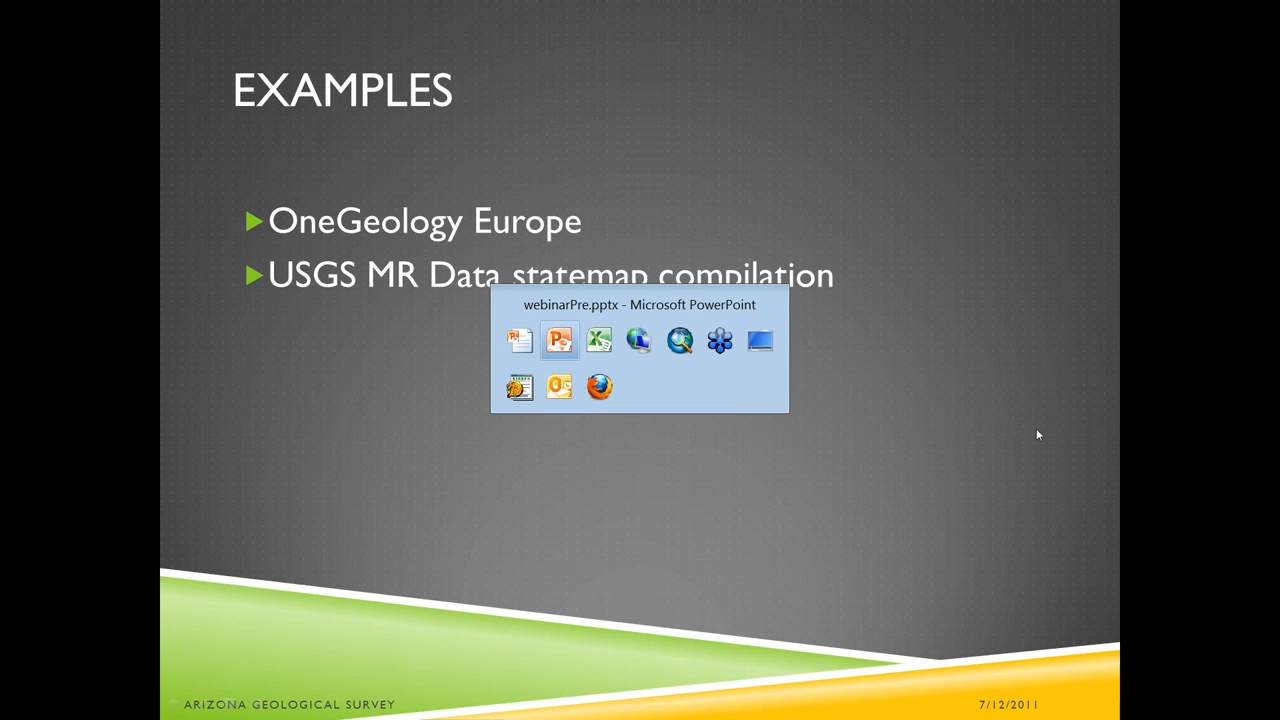 EXAMPLES
OneGeology Europe
USGS MR Data statemap compilation
webinarPre.pptx - Microsoft PowerPoint
ARIZONA GEOLOGICAL SURVEY
7/12/2011